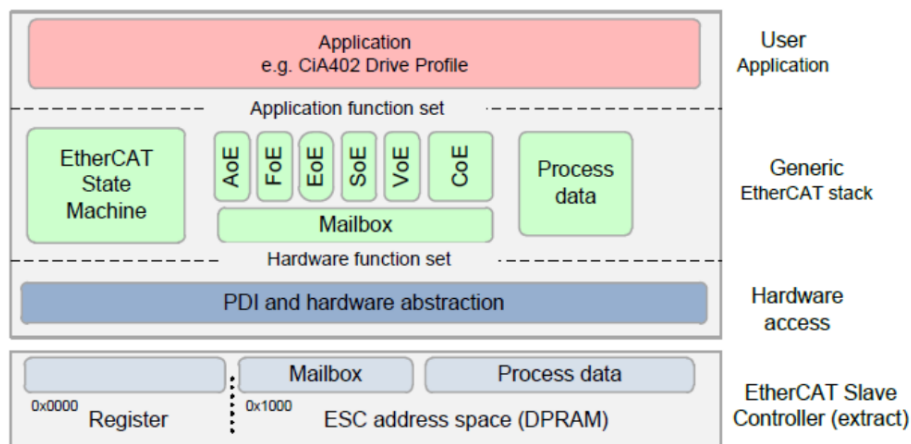 Application
e.g. CiA402 Drive Profile
User
Application
Application function set
EtherCAT
State
Machine
AoE
FoE
EoE
SoE
VoE
CoE
Mailbox
Process
data
Generic
EtherCAT stack
Hardware function set
PDI and hardware abstraction
Hardware
access
Mailbox
Process data
0x0000
Register
0x1000
ESC address space (DPRAM)
EtherCAT Slave
Controller (extract)